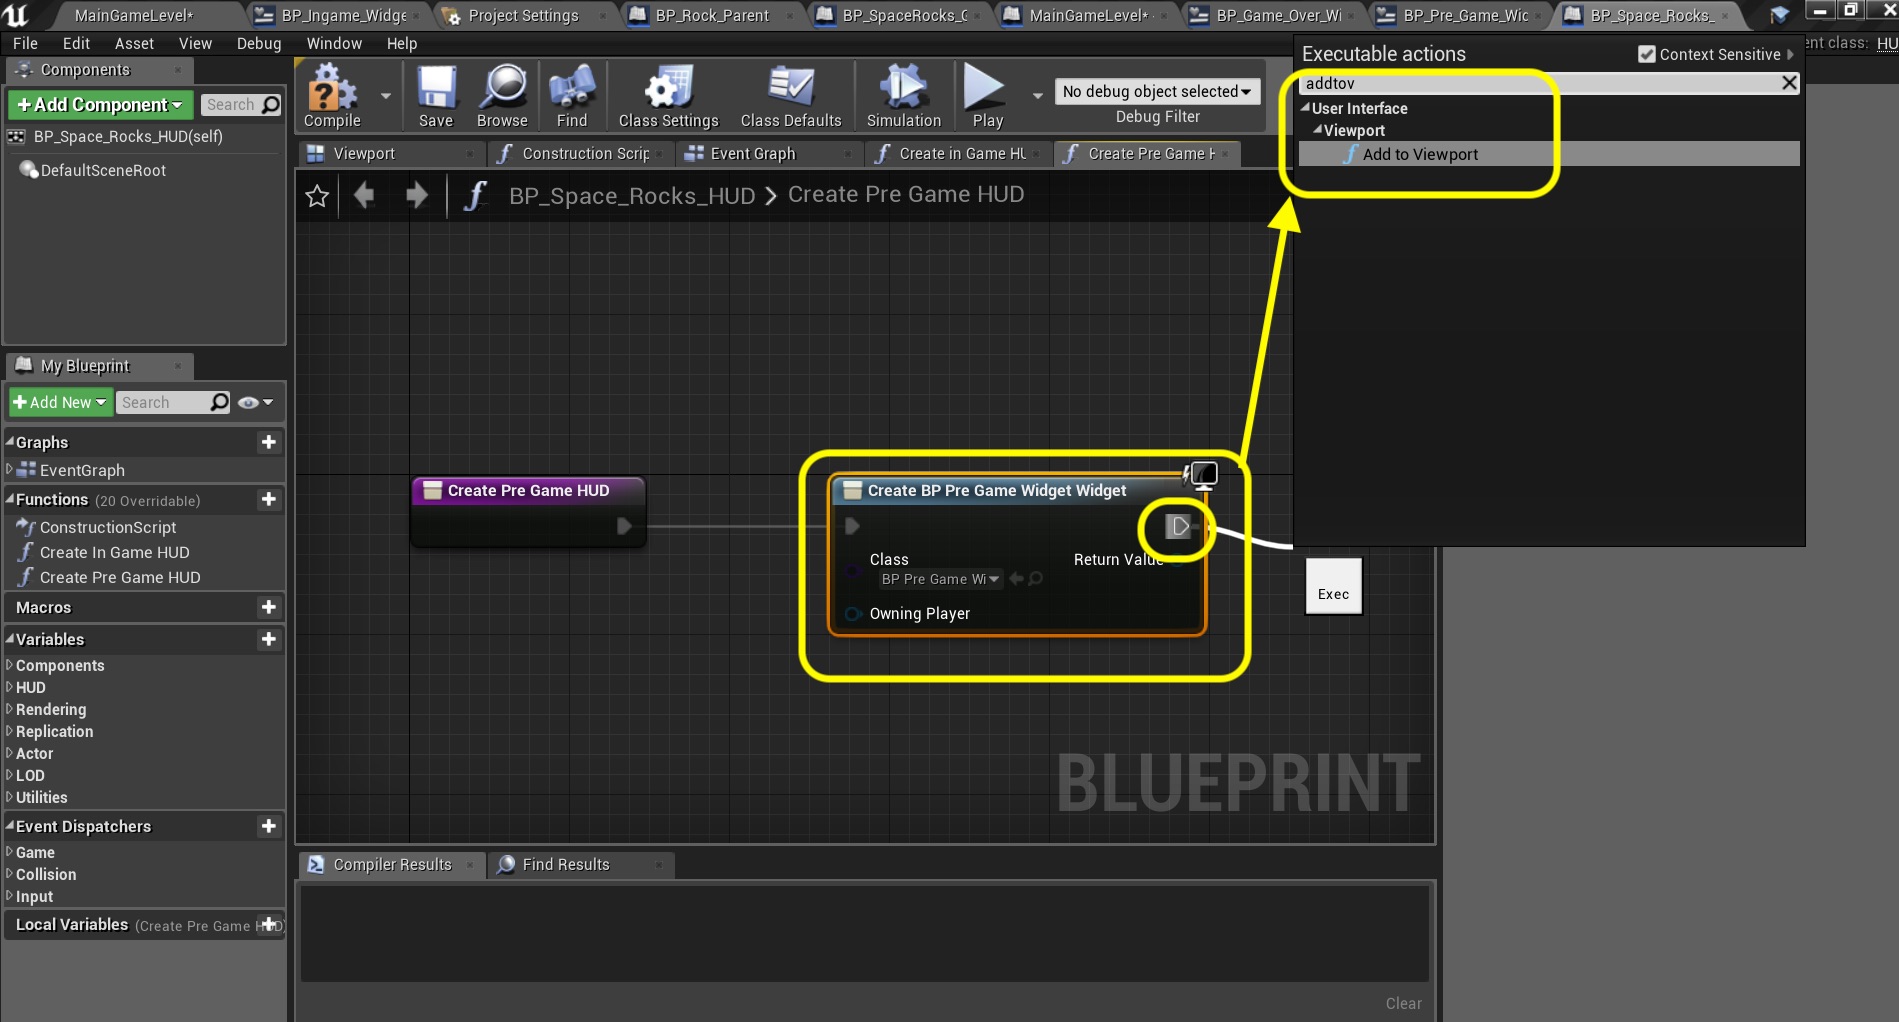 MainGameLevel*
BP_Ingame_Widge
Project Settings
BP_Rock_Parent
BP_SpaceRocks_
MainGameLevel*
BP_Game_Over_Wi
BP_Pre_Game_Wid
BP_Space_Rocks_
File Edit Asset View Debug Window Help
ent class: HU
Components
+Add Component
Search
BP_Space_Rocks_HUD(self)
DefaultSceneRoot
Compile
Save
Browse
Find
Class Settings
Class Defaults
Simulation
Play
No debug object selected
Debug Filter
Executable actions
Context Sensitive
addtov
User Interface
Viewport
Add to Viewport
Viewport
Construction Scrip
Event Graph
Create in Game HU
Create Pre Game H
BP_Space_Rocks_HUD > Create Pre Game HUD
My Blueprint
+Add New
Search
Graphs
EventGraph
Functions (20 Overridable)
ConstructionScript
Create In Game HUD
Create Pre Game HUD
Macros
Variables
Components
HUD
Rendering
Replication
Actor
LOD
Utilities
Event Dispatchers
Game
Collision
Input
Local Variables (Create Pre Game HUD)
Create Pre Game HUD
Create BP Pre Game Widget Widget
Class
Return Value
BP Pre Game Wi
Owning Player
Exec
BLUEPRINT
Compiler Results
Find Results
Clear